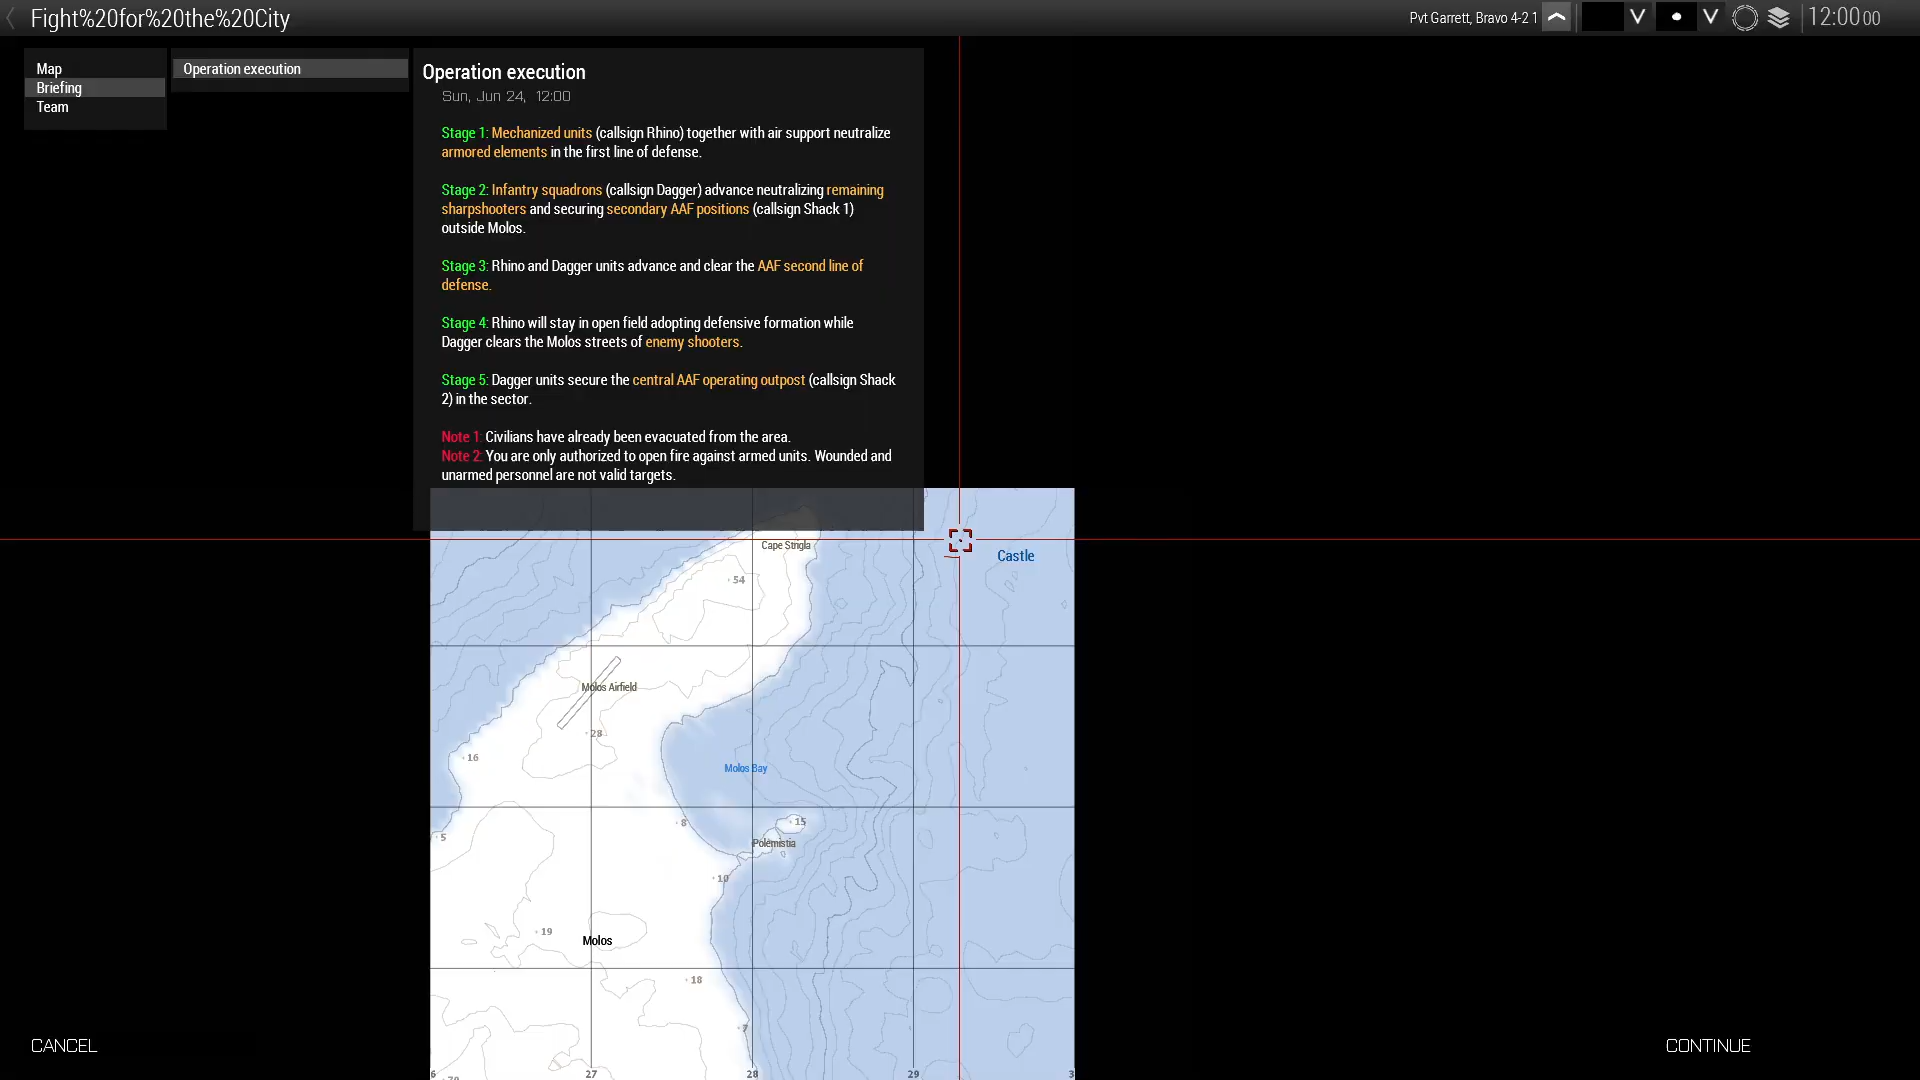 Fight%20for%20the%20City
Pvt Garrett, Bravo 4-2 1
12:00 00
Map
Briefing
Team
Operation execution
Operation execution
Sun, Jun 24, 12:00
Stage 1: Mechanized units (callsign Rhino) together with air support neutralize
armored elements in the first line of defense.
Stage 2: Infantry squadrons (callsign Dagger) advance neutralizing remaining
sharpshooters and securing secondary AAF positions (callsign Shack 1)
outside Molos.
Stage 3: Rhino and Dagger units advance and clear the AAF second line of
defense.
Stage 4: Rhino will stay in open field adopting defensive formation while
Dagger clears the Molos streets of enemy shooters.
Stage 5: Dagger units secure the central AAF operating outpost (callsign Shack
2) in the sector.
Note 1: Civilians have already been evacuated from the area.
Note 2: You are only authorized to open fire against armed units. Wounded and
unarmed personnel are not valid targets.
Cape Strigla
Castle
54
Molos Airfield
28
16
Molos Bay
8
15
5
Polemistia
10
19
Molos
18
7
CANCEL
CONTINUE
27
28
29